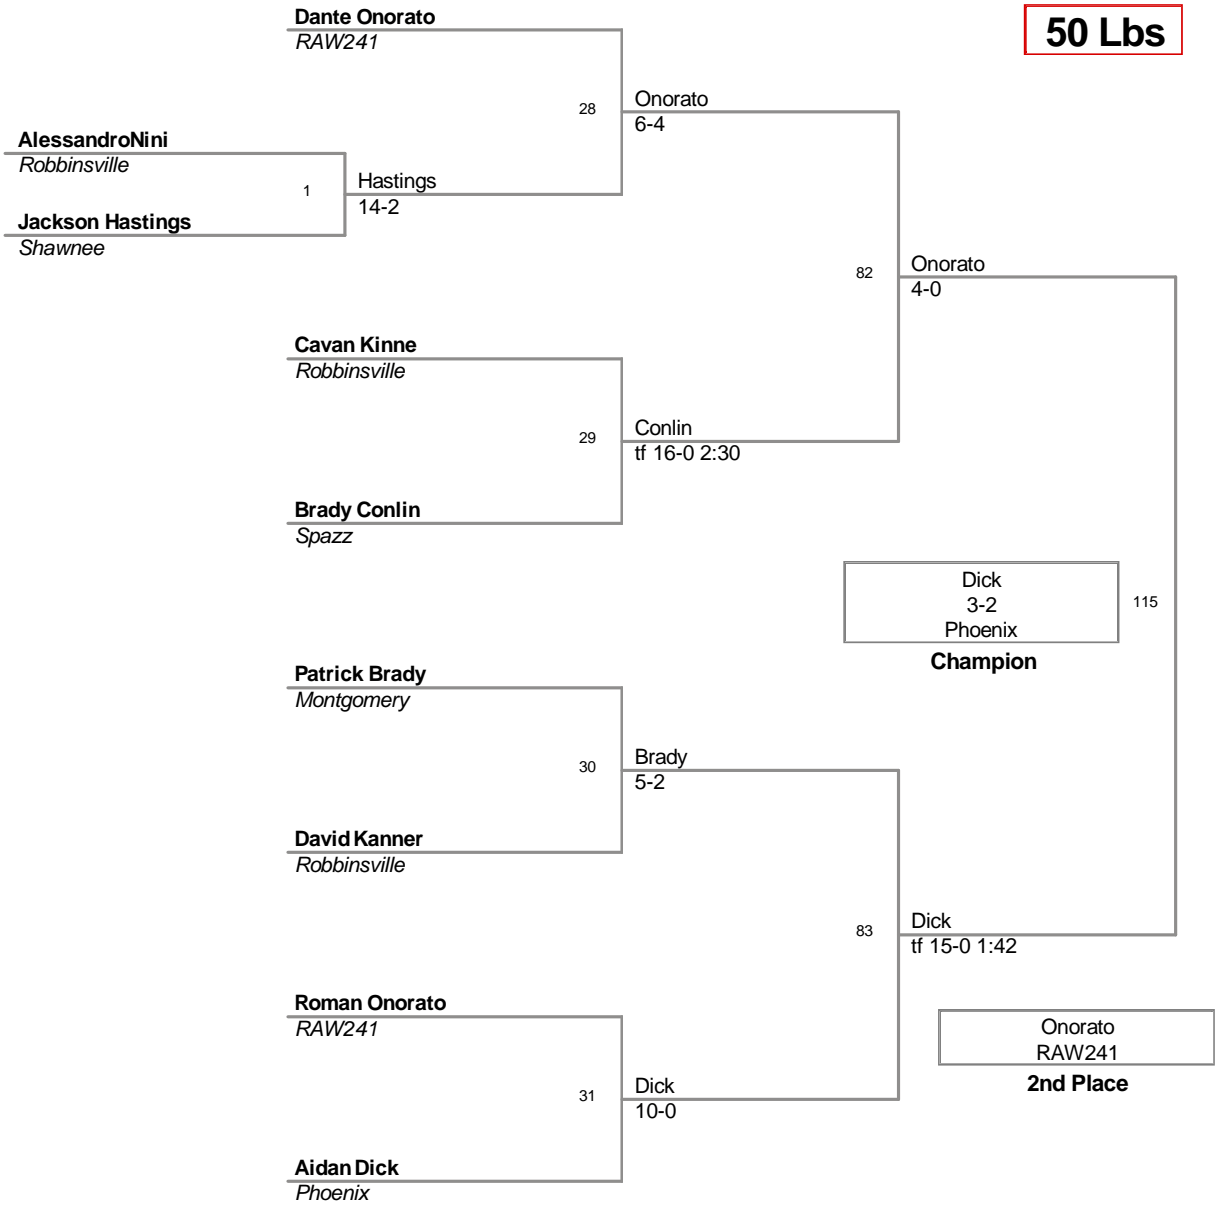 Dante Onorato
RAW241
50 Lbs
28
Onorato
6-4
AlessandroNini
Robbinsville
1
Hastings
14-2
Jackson Hastings
Shawnee
82
Onorato
4-0
Cavan Kinne
Robbinsville
29
Conlin
tf 16-0 2:30
Brady Conlin
Spazz
Dick
3-2
Phoenix
115
Champion
Patrick Brady
Montgomery
30
Brady
5-2
David Kanner
Robbinsville
83
Dick
tf 15-0 1:42
Roman Onorato
RAW241
Onorato
RAW241
2nd Place
31
Dick
10-0
Aidan Dick
Phoenix